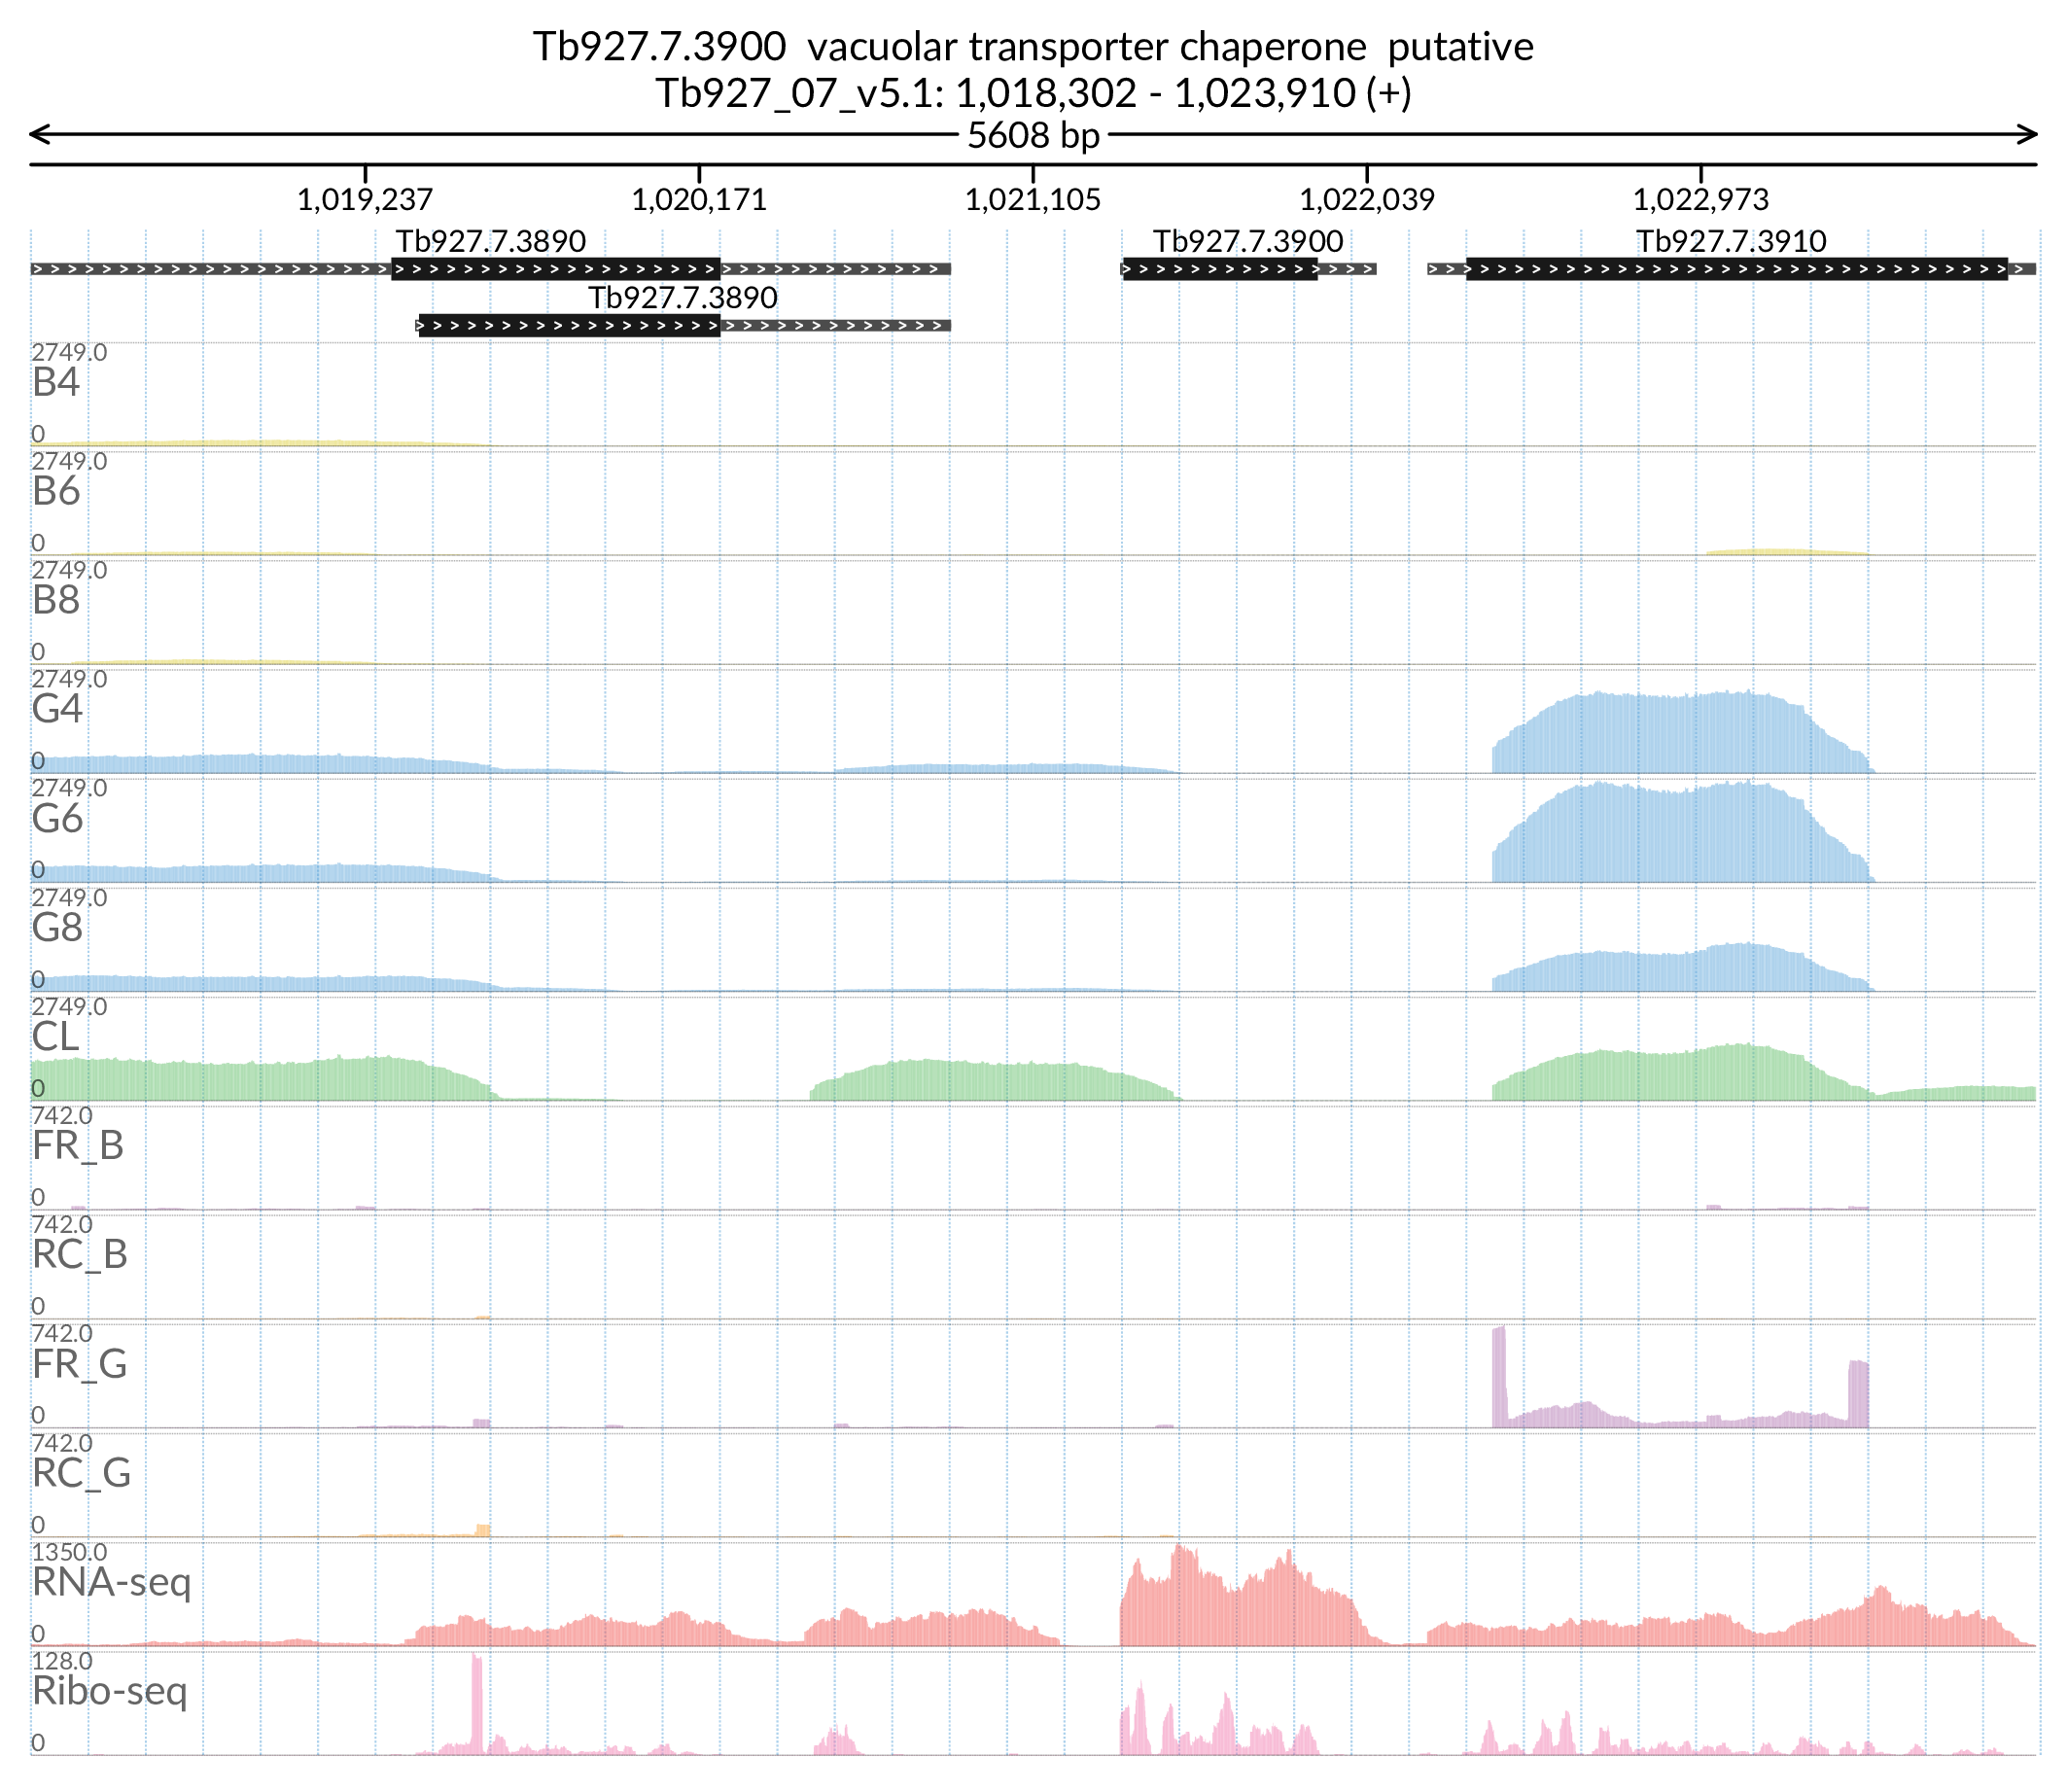 Tb927.7.3900 vacuolar transporter chaperone putative
Tb927_07_v5.1: 1,018,302 - 1,023,910 (+)
5608 bp
1,019,237 1,020,171 1,021,105 1,022,039 1,022,973
Tb927.7.3890 Tb927.7.3900 Tb927.7.3910
Tb927.7.3890
2749.0
B4
0
2749.0
B6
0
2749.0
B8
0
2749.0
G4
0
2749.0
G6
0
2749.0
G8
0
2749.0
CL
0
742.0
FR_B
0
742.0
RC_B
0
742.0
FR_G
0
742.0
RC_G
0
1350.0
RNA-seq
0
128.0
Ribo-seq
0